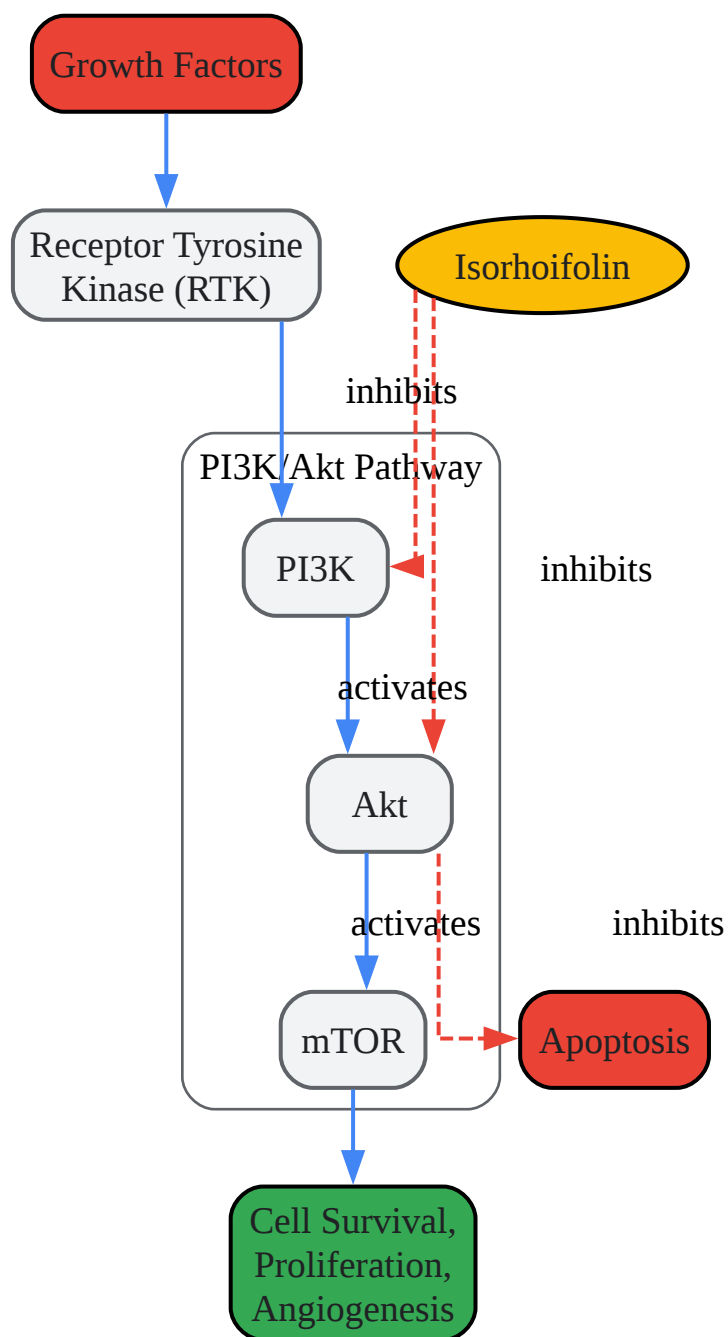 Growth Factors
Receptor Tyrosine
Kinase (RTK)
Isorhoifolin
inhibits
PI3K/Akt Pathway
PI3K
inhibits
activates
Akt
activates
inhibits
mTOR
Apoptosis
Cell Survival,
Proliferation,
Angiogenesis